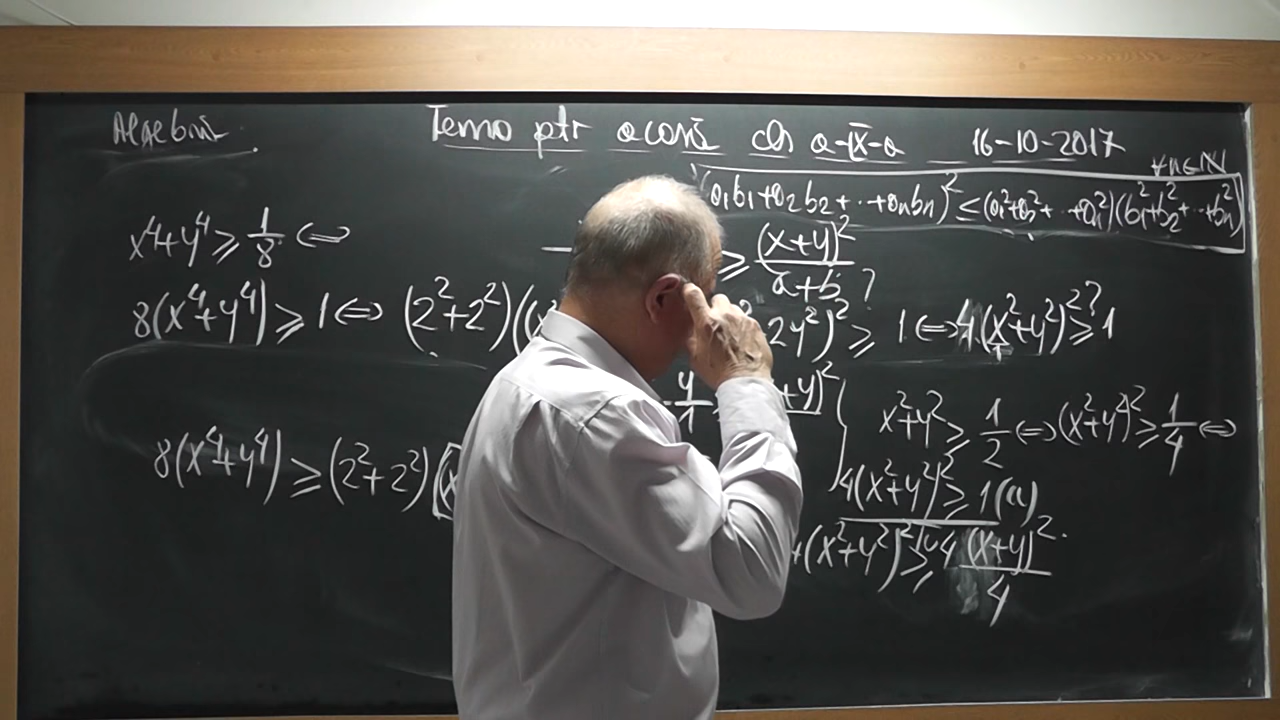 Algebră. Temă ptr acasă cls a-IX-a 16-10-2017
∀n∈ℕ
(a₁b₁+a₂b₂+...+aₙbₙ)² ≤ (a₁²+a₂²+...+aₙ²)(b₁²+b₂²+...+bₙ²)
x⁴+y⁴ ≥ 1/8 ⇔
≥ (x+y)²/(a+b) ?
8(x⁴+y⁴) ≥ 1 ⇔ (2²+2²)((x 2y²)² ≥ 1 ⇔ 4(x²+y²)² ≥ 1 ?
y/1 +y)²
x²+y² ≥ 1/2 ⇔ (x²+y²)² ≥ 1/4 ⇔
8(x⁴+y⁴) ≥ (2²+2²)(x
4(x²+y²)² ≥ 1 (a)
(x²+y²)² ≥ 4 (x+y)²/4 .